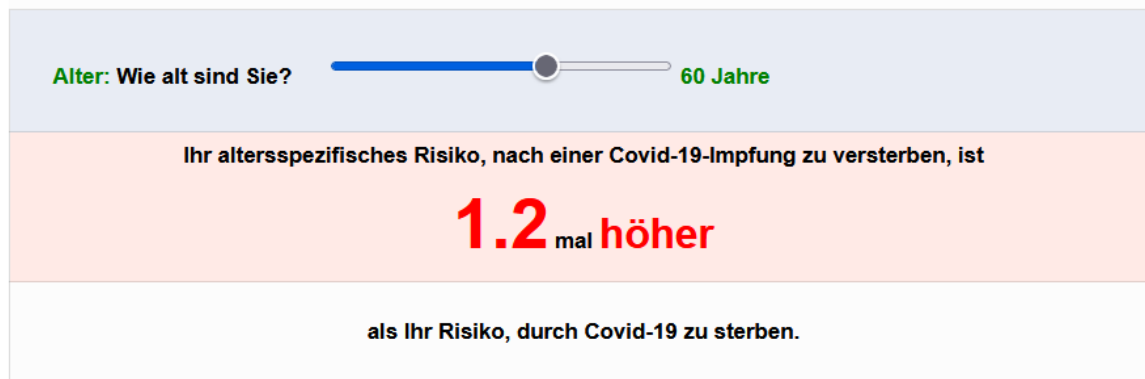 Alter: Wie alt sind Sie? 60 Jahre
Ihr altersspezifisches Risiko, nach einer Covid-19-Impfung zu versterben, ist
1.2 mal höher
als Ihr Risiko, durch Covid-19 zu sterben.